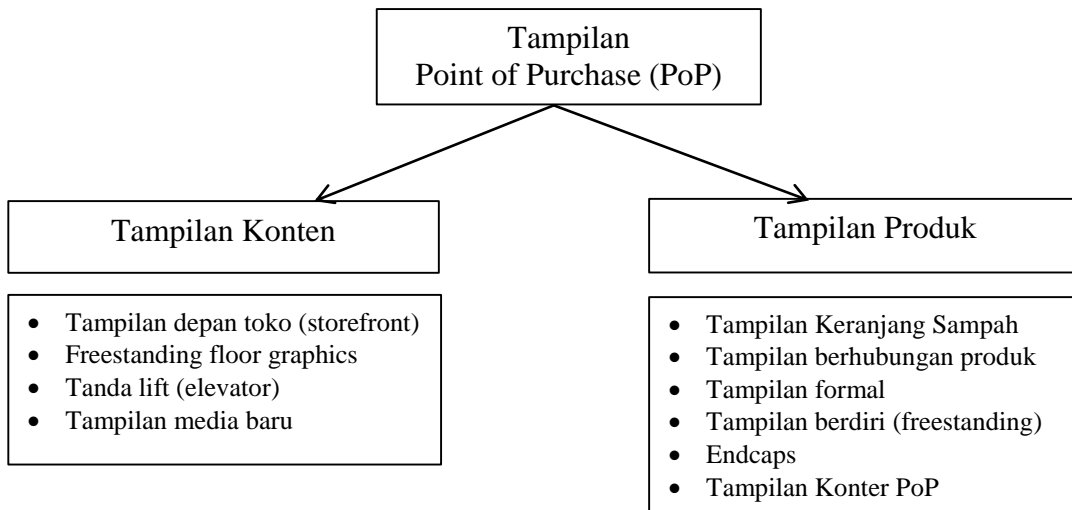 Tampilan
Point of Purchase (PoP)
Tampilan Konten
Tampilan Produk
• Tampilan depan toko (storefront)
• Freestanding floor graphics
• Tanda lift (elevator)
• Tampilan media baru
• Tampilan Keranjang Sampah
• Tampilan berhubungan produk
• Tampilan formal
• Tampilan berdiri (freestanding)
• Endcaps
• Tampilan Konter PoP